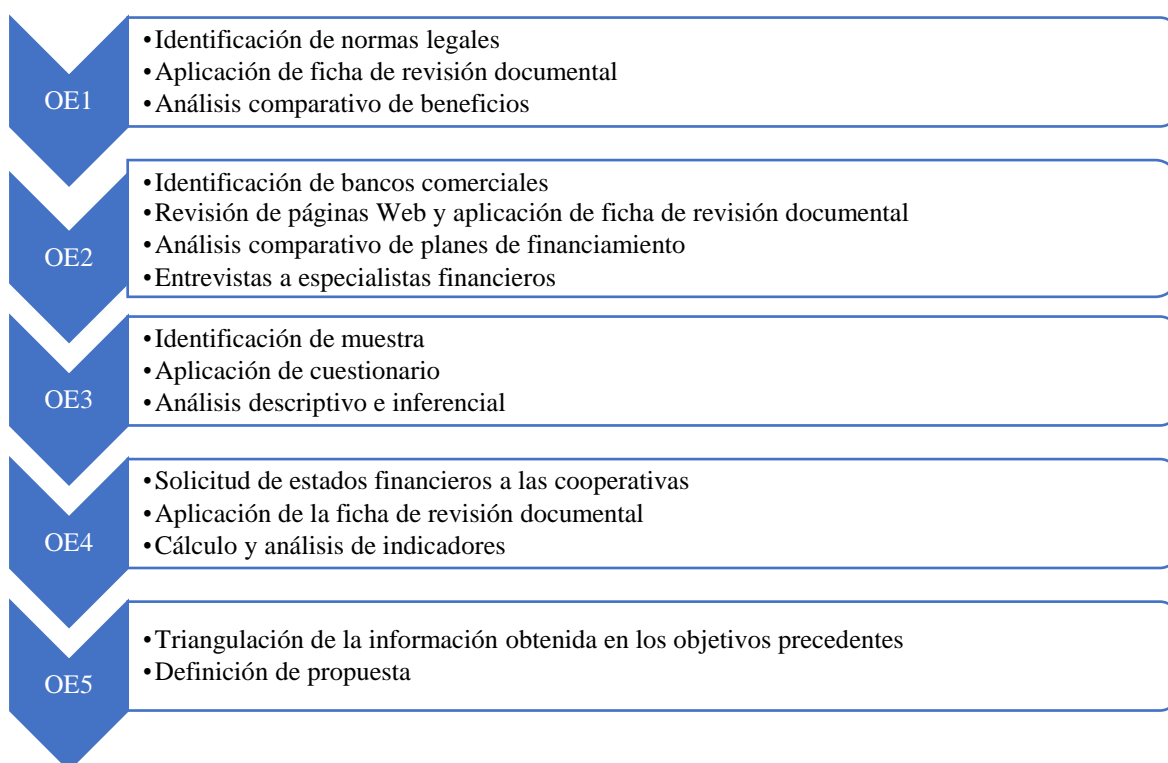 OE1
•Identificación de normas legales
•Aplicación de ficha de revisión documental
•Análisis comparativo de beneficios
OE2
•Identificación de bancos comerciales
•Revisión de páginas Web y aplicación de ficha de revisión documental
•Análisis comparativo de planes de financiamiento
•Entrevistas a especialistas financieros
OE3
•Identificación de muestra
•Aplicación de cuestionario
•Análisis descriptivo e inferencial
OE4
•Solicitud de estados financieros a las cooperativas
•Aplicación de la ficha de revisión documental
•Cálculo y análisis de indicadores
OE5
•Triangulación de la información obtenida en los objetivos precedentes
•Definición de propuesta